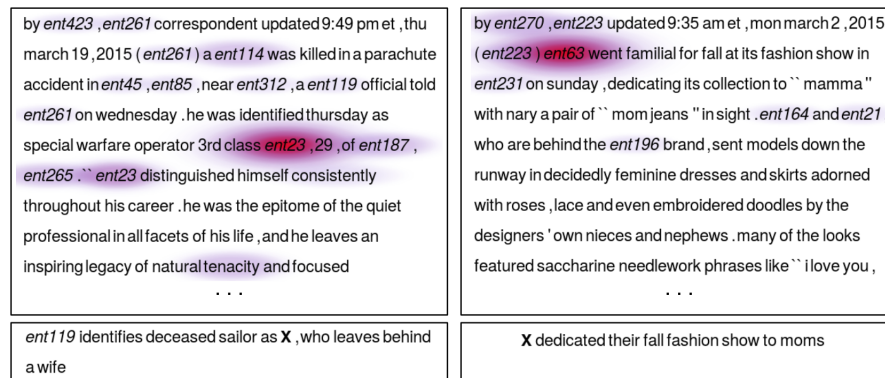 by ent423 , ent261 correspondent updated 9:49 pm et , thu
march 19 , 2015 ( ent261 ) a ent114 was killed in a parachute
accident in ent45 , ent85 , near ent312 , a ent119 official told
ent261 on wednesday . he was identified thursday as
special warfare operator 3rd class ent23 , 29 , of ent187 ,
ent265 . `` ent23 distinguished himself consistently
throughout his career . he was the epitome of the quiet
professional in all facets of his life , and he leaves an
inspiring legacy of natural tenacity and focused
. . .
ent119 identifies deceased sailor as X , who leaves behind
a wife
by ent270 , ent223 updated 9:35 am et , mon march 2 , 2015
( ent223 ) ent63 went familial for fall at its fashion show in
ent231 on sunday , dedicating its collection to `` mamma ''
with nary a pair of `` mom jeans '' in sight . ent164 and ent21
who are behind the ent196 brand , sent models down the
runway in decidedly feminine dresses and skirts adorned
with roses , lace and even embroidered doodles by the
designers ' own nieces and nephews . many of the looks
featured saccharine needlework phrases like `` i love you ,
. . .
X dedicated their fall fashion show to moms